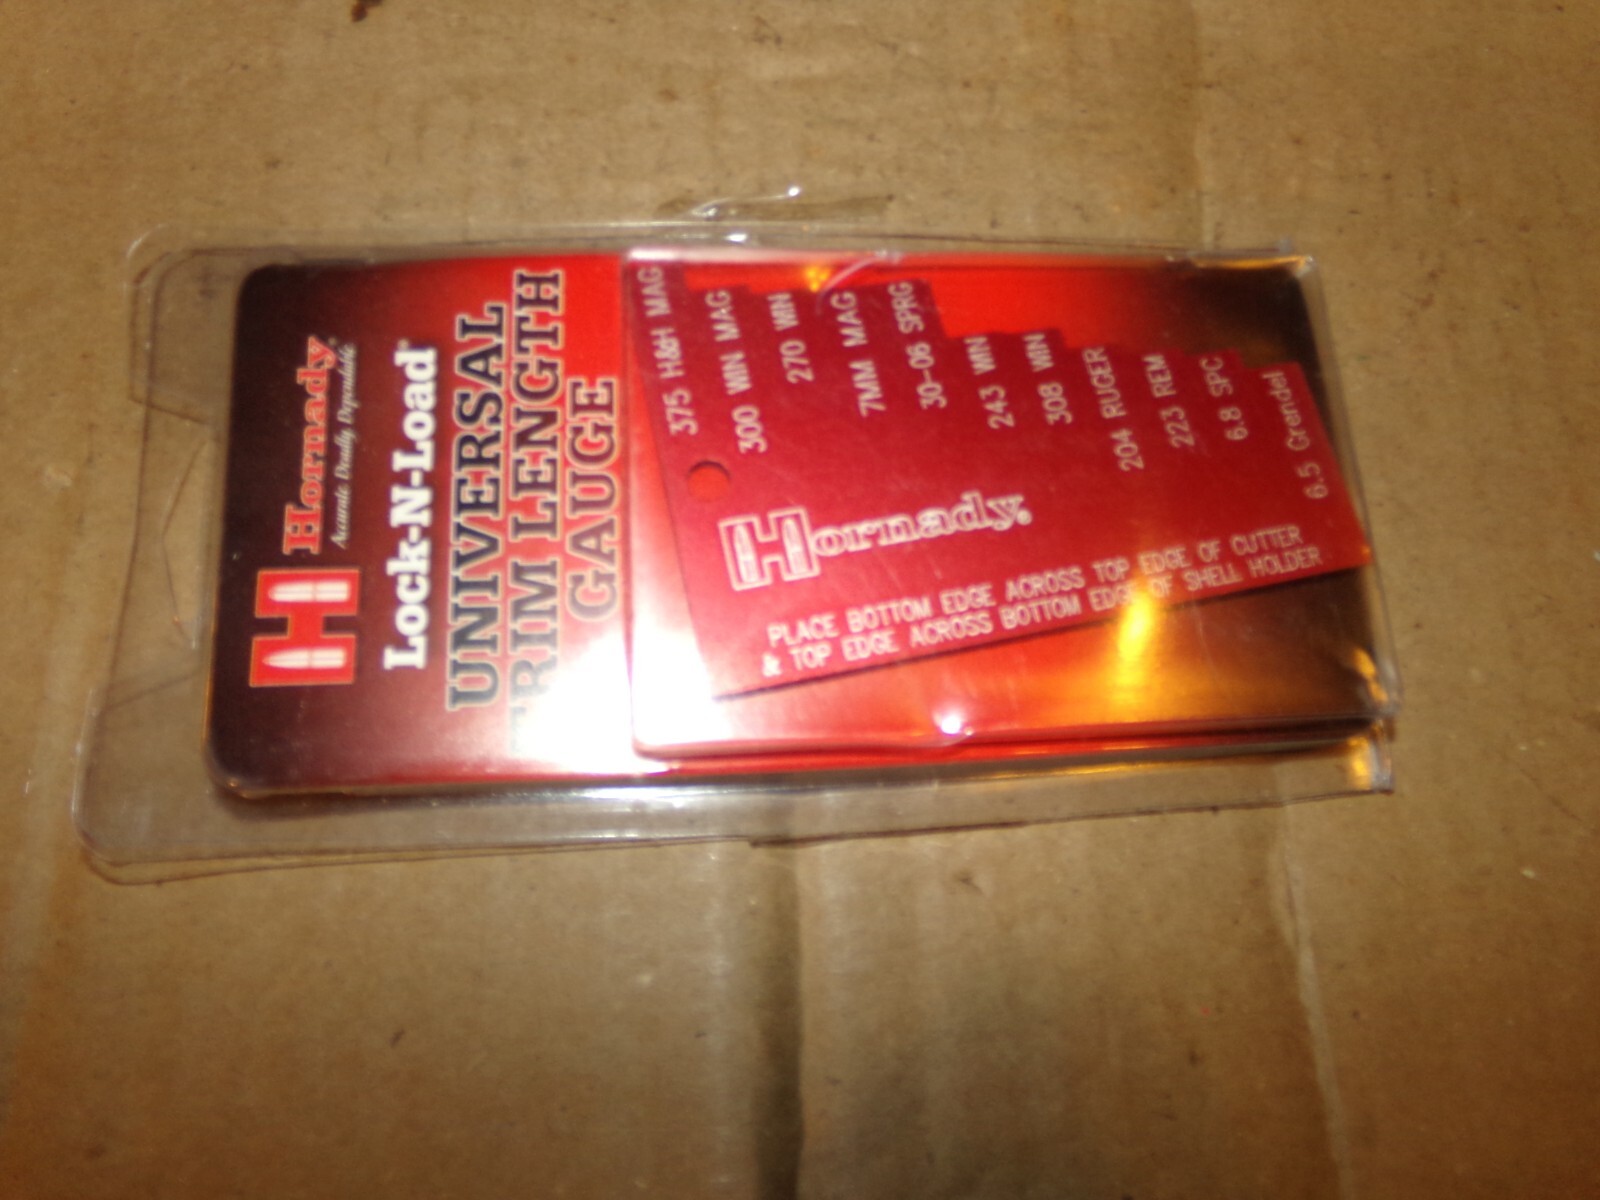 Hornady
Accurate Deadly Dependable
Lock-N-Load
UNIVERSAL
TRIM LENGTH
GAUGE
375 H&H MAG
300 WIN MAG
270 WIN
7MM MAG
30-06 SPRG
243 WIN
308 WIN
204 RUGER
223 REM
6.8 SPC
6.5 Grendel
Hornady®
PLACE BOTTOM EDGE ACROSS TOP EDGE OF CUTTER
& TOP EDGE ACROSS BOTTOM EDGE OF SHELL HOLDER